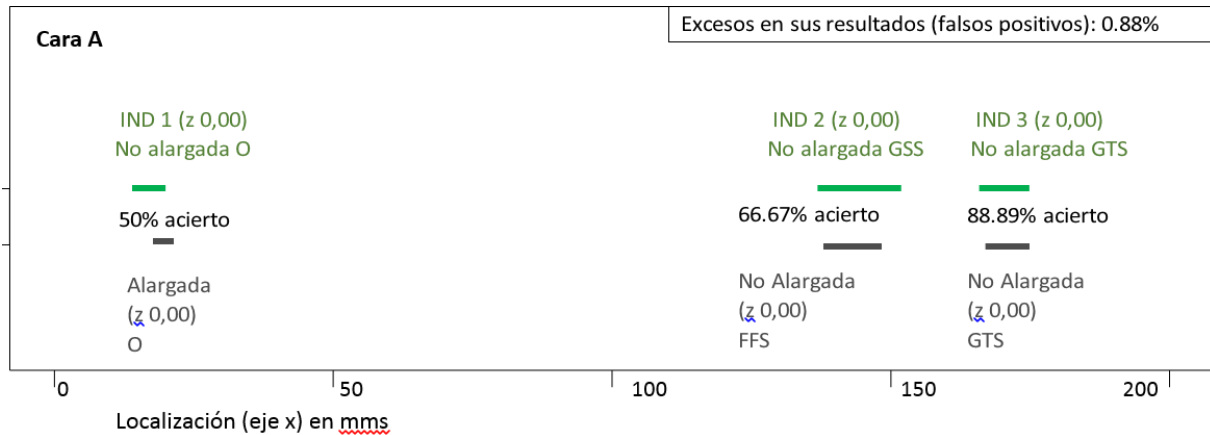 Excesos en sus resultados (falsos positivos): 0.88%
Cara A
IND 1 (z 0,00)
No alargada O
IND 2 (z 0,00)
No alargada GSS
IND 3 (z 0,00)
No alargada GTS
50% acierto
66.67% acierto
88.89% acierto
Alargada
(z 0,00)
O
No Alargada
(z 0,00)
FFS
No Alargada
(z 0,00)
GTS
0 50 100 150 200
Localización (eje x) en mms